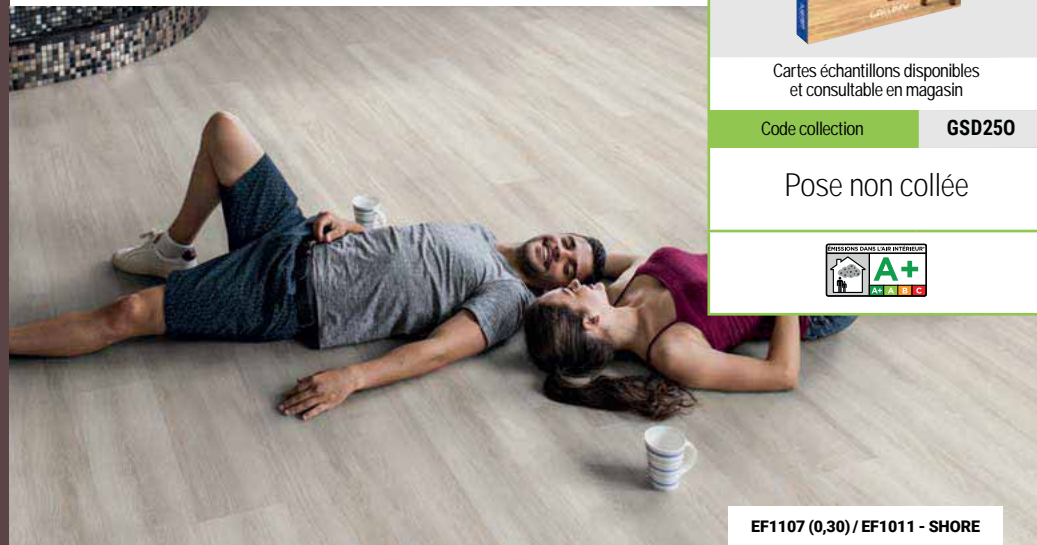 GALLERY
Cartes échantillons disponibles
et consultable en magasin
Code collection
GSD250
Pose non collée
ÉMISSIONS DANS L'AIR INTÉRIEUR*
A+
A+ A B C
EF1107 (0,30) / EF1011 - SHORE